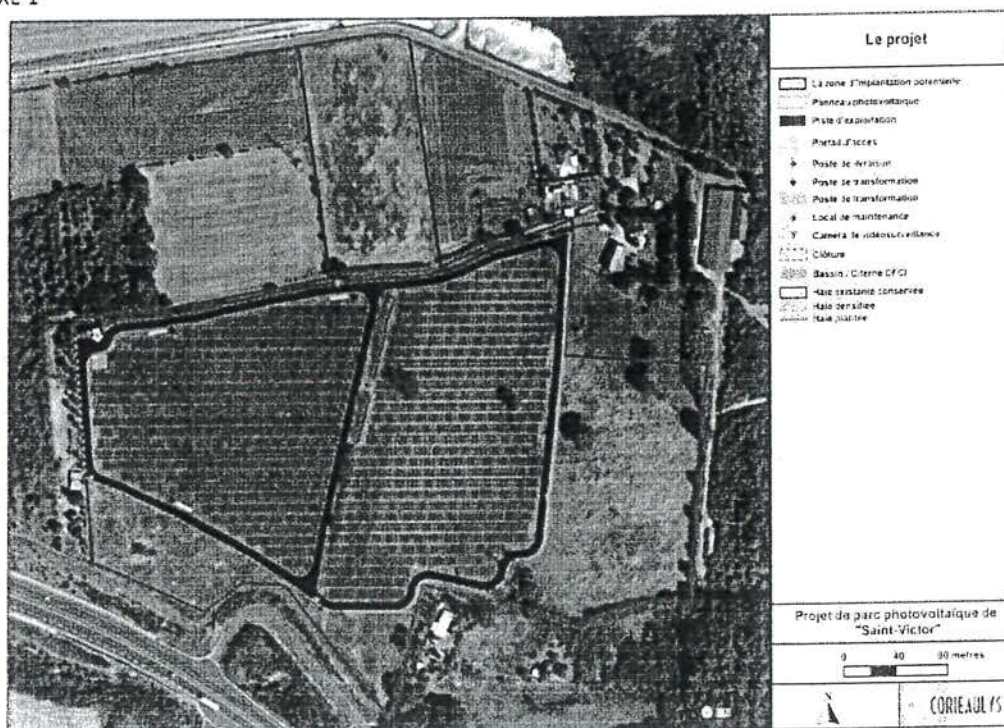 Le projet
La zone d'implantation potentielle
Panneau photovoltaïque
Piste d'exploitation
Portail d'accès
Poste de livraison
Poste de transformation
Poste de transformation
Local de maintenance
Caméra de vidéosurveillance
Clôture
Bassin / Citerne DFCI
Haie existante conservée
Haie densifiée
Haie plantée
Projet de parc photovoltaïque de
"Saint-Victor"
0 40 80 metres
N
CORIEAULYS